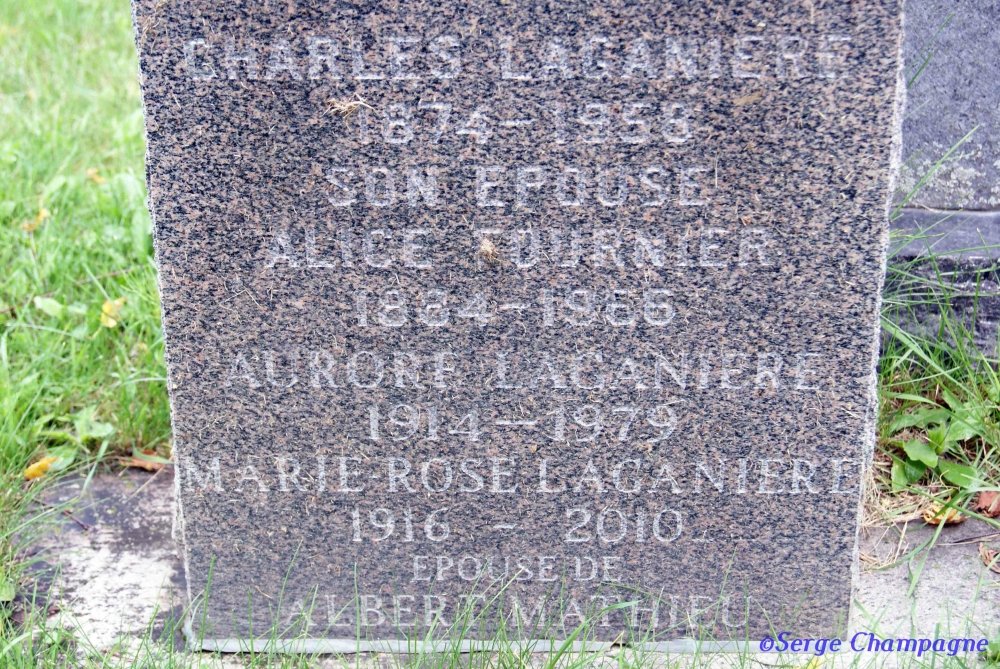 CHARLES LAGANIERE
1874-1958
SON EPOUSE
ALICE FOURNIER
1884-1966
AURORE LAGANIERE
1914-1979
MARIE-ROSE LAGANIERE
1916 - 2010
EPOUSE DE
ALBERT MATHIEU
©Serge Champagne